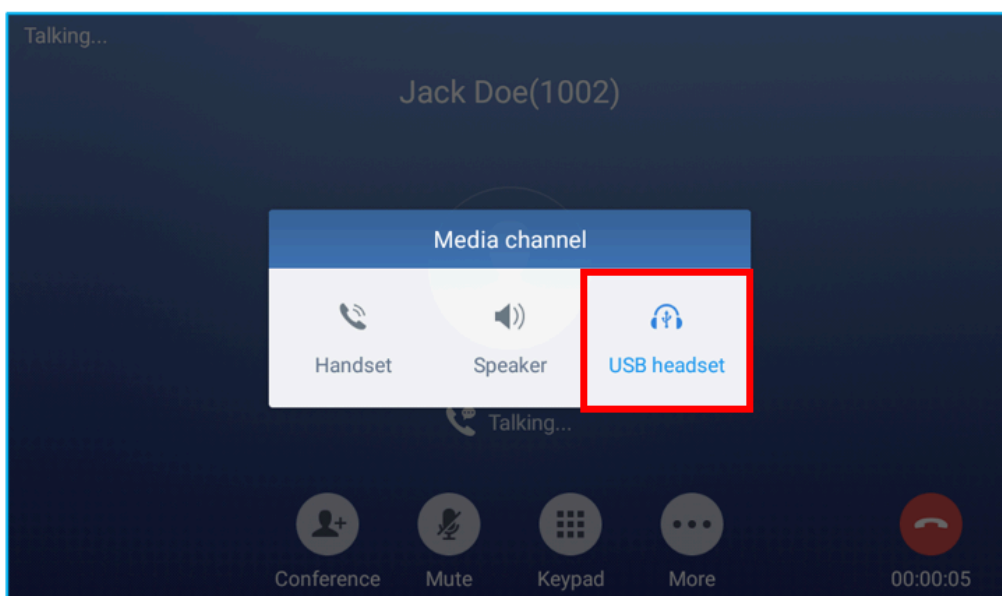 Talking...
Jack Doe(1002)
Media channel
Handset Speaker USB headset
Talking...
Conference Mute Keypad More 00:00:05